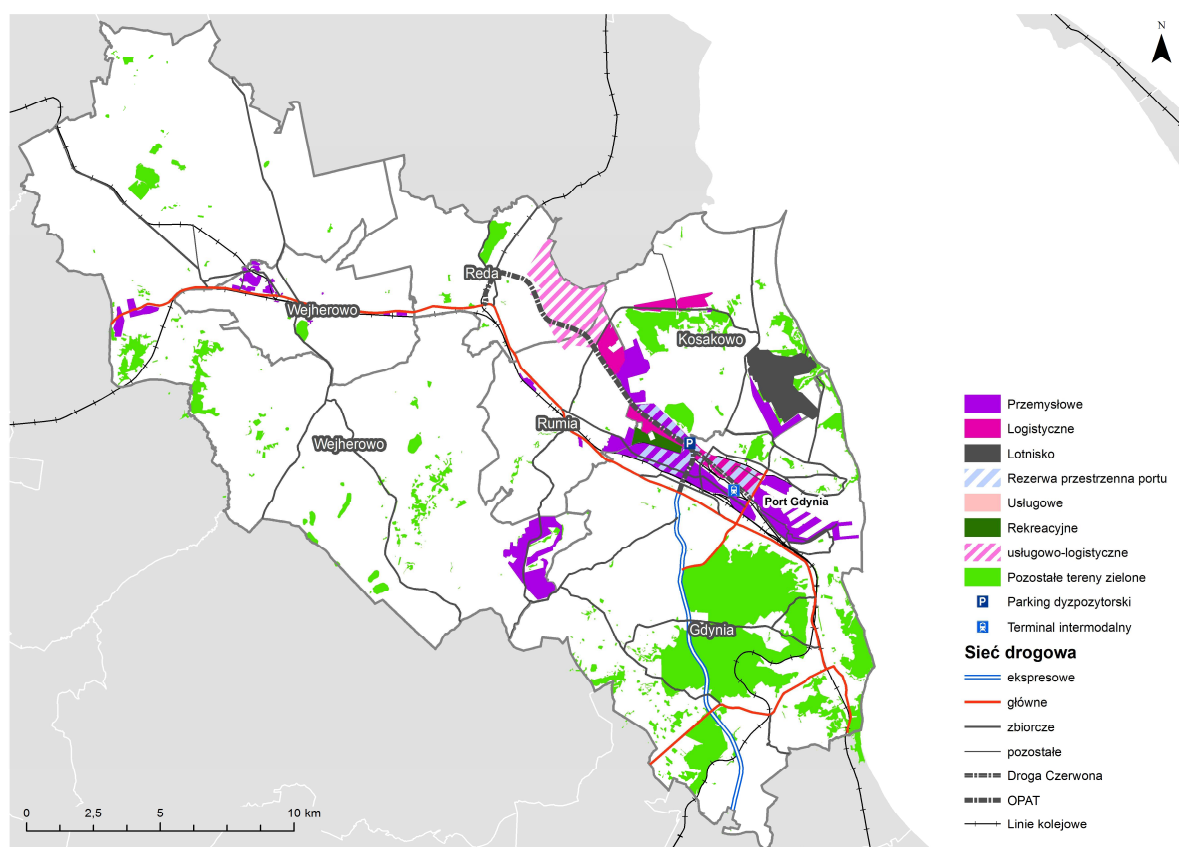 N
Reda
Wejherowo
Kosakowo
Rumia
Wejherowo
P
Port Gdynia
Gdynia
Przemysłowe
Logistyczne
Lotnisko
Rezerwa przestrzenna portu
Usługowe
Rekreacyjne
usługowo-logistyczne
Pozostałe tereny zielone
P Parking dyzpozytorski
Terminal intermodalny
Sieć drogowa
ekspresowe
główne
zbiorcze
pozostałe
Droga Czerwona
OPAT
Linie kolejowe
0 2,5 5 10 km